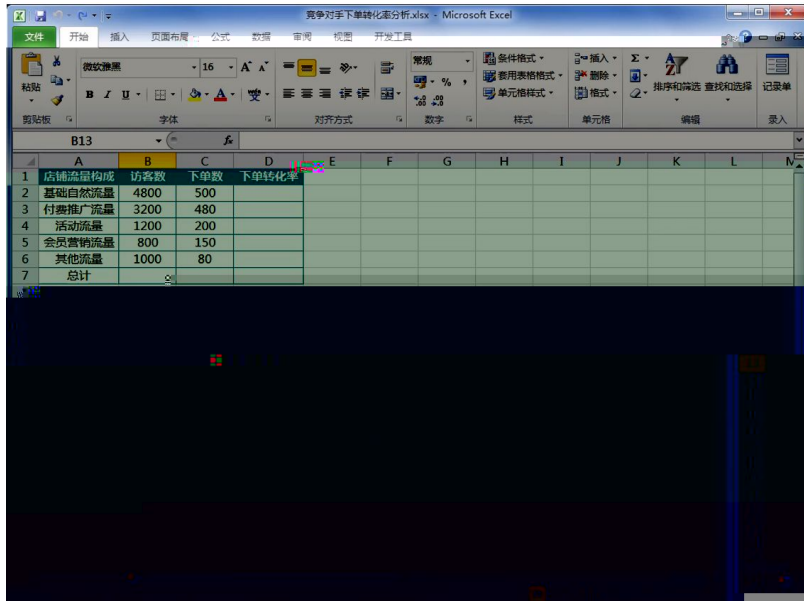 竞争对手下单转化率分析.xlsx - Microsoft Excel
文件 开始 插入 页面布局 公式 数据 审阅 视图 开发工具
微软雅黑 16 常规 条件格式 插入 Σ
粘贴 套用表格格式 删除 排序和筛选 查找和选择 记录单
B I U % , 单元格样式 格式
剪贴板 字体 对齐方式 数字 样式 单元格 编辑 录入
B13 fx
A B C D E F G H I J K L M
1 店铺流量构成 访客数 下单数 下单转化率
2 基础自然流量 4800 500
3 付费推广流量 3200 480
4 活动流量 1200 200
5 会员营销流量 800 150
6 其他流量 1000 80
7 总计